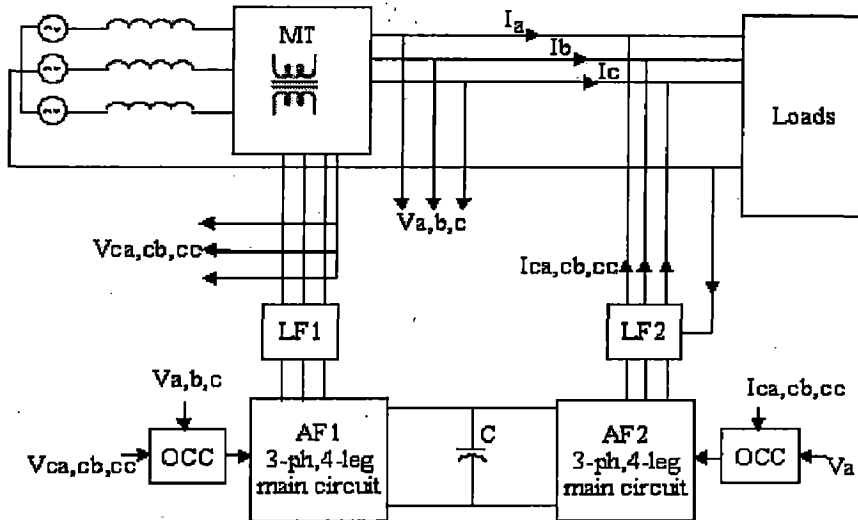 MT
Ia
Ib
Ic
Loads
Va,b,c
Vca,cb,cc
Ica,cb,cc
LF1
LF2
Va,b,c
Ica,cb,cc
Vca,cb,cc
OCC
AF1
3-ph,4-leg
main circuit
C
AF2
3-ph,4-leg
main circuit
OCC
Va